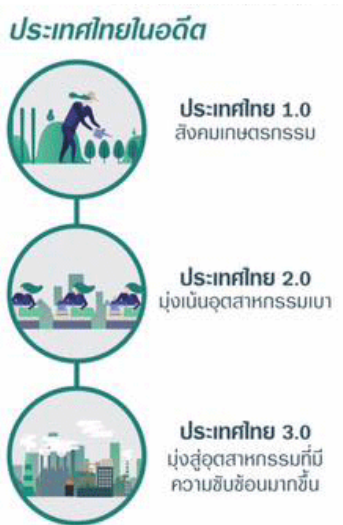 ประเทศไทยในอดีต
ประเทศไทย 1.0
สังคมเกษตรกรรม
ประเทศไทย 2.0
มุ่งเน้นอุตสาหกรรมเบา
ประเทศไทย 3.0
มุ่งสู่อุตสาหกรรมที่มี
ความซับซ้อนมากขึ้น